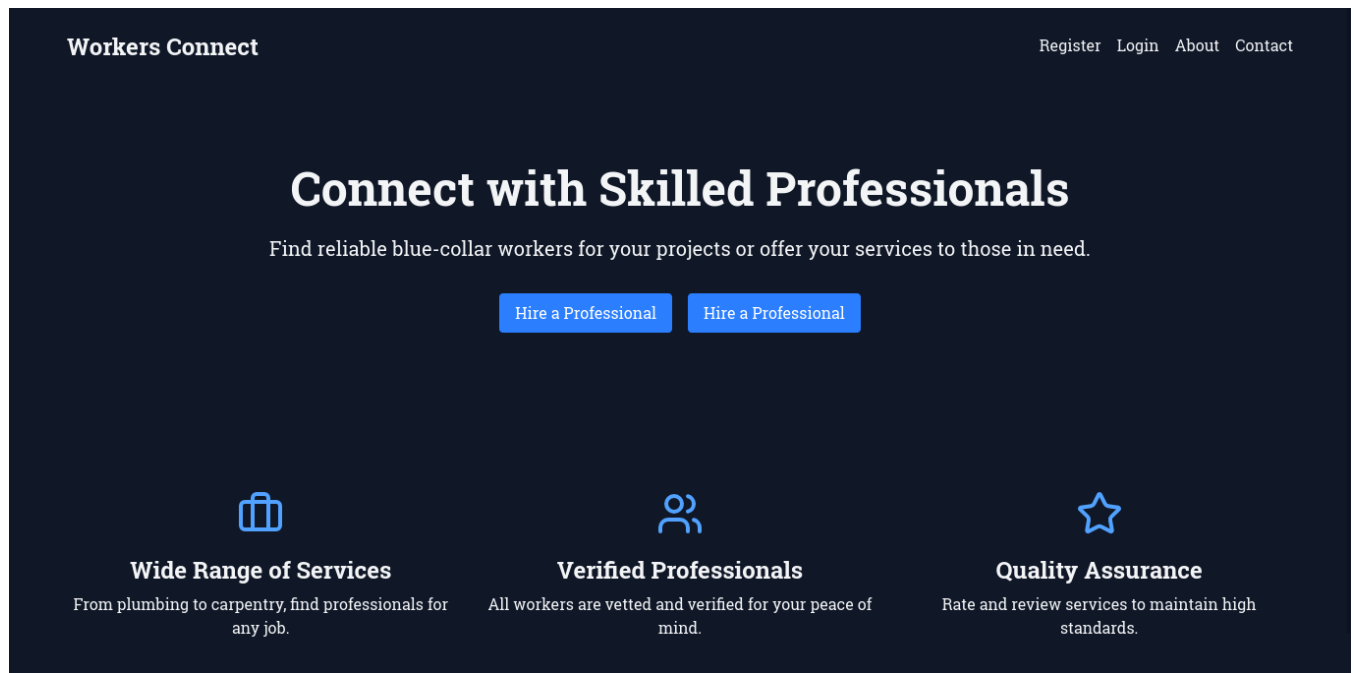 Workers Connect
Register Login About Contact
Connect with Skilled Professionals
Find reliable blue-collar workers for your projects or offer your services to those in need.
Hire a Professional Hire a Professional
Wide Range of Services
From plumbing to carpentry, find professionals for
any job.
Verified Professionals
All workers are vetted and verified for your peace of
mind.
Quality Assurance
Rate and review services to maintain high
standards.